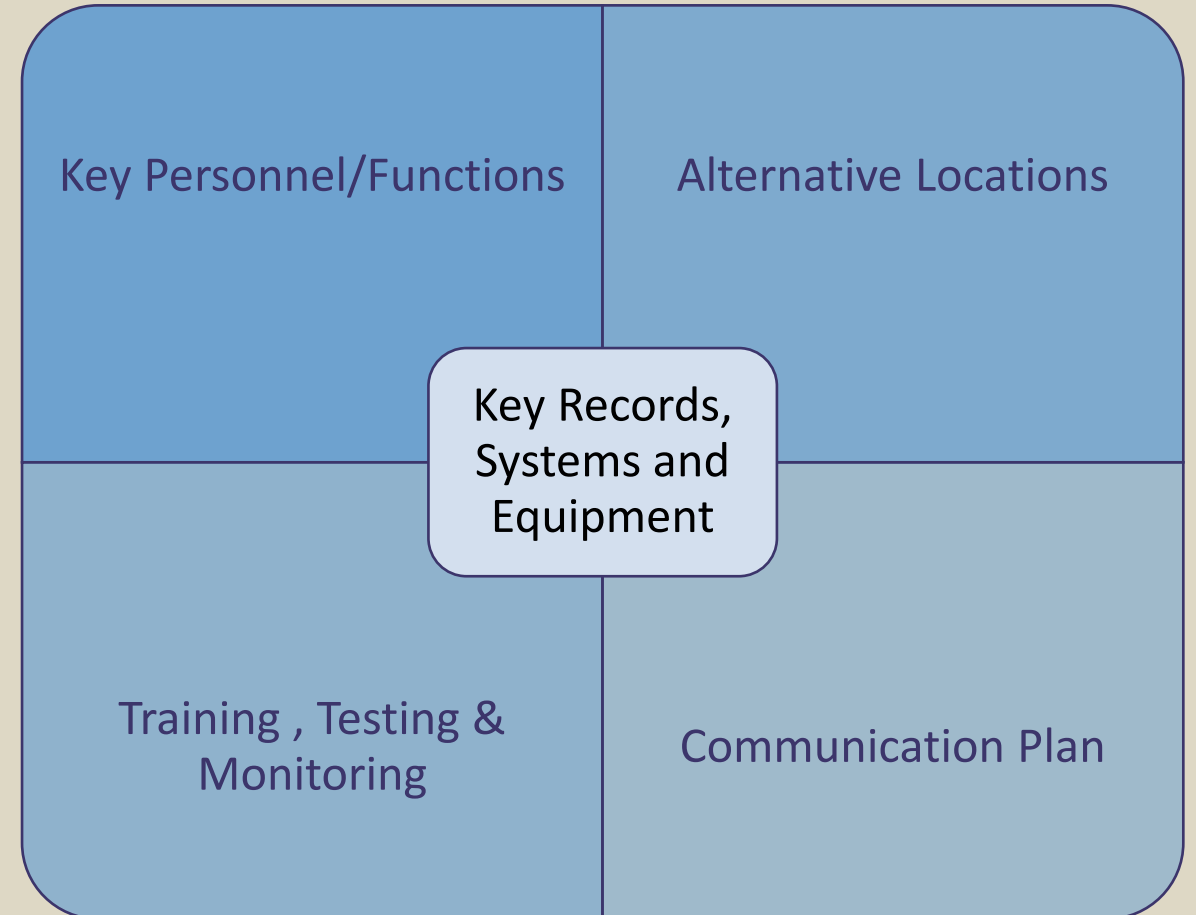 Key Personnel/Functions
Alternative Locations
Key Records,
Systems and
Equipment
Training , Testing &
Monitoring
Communication Plan